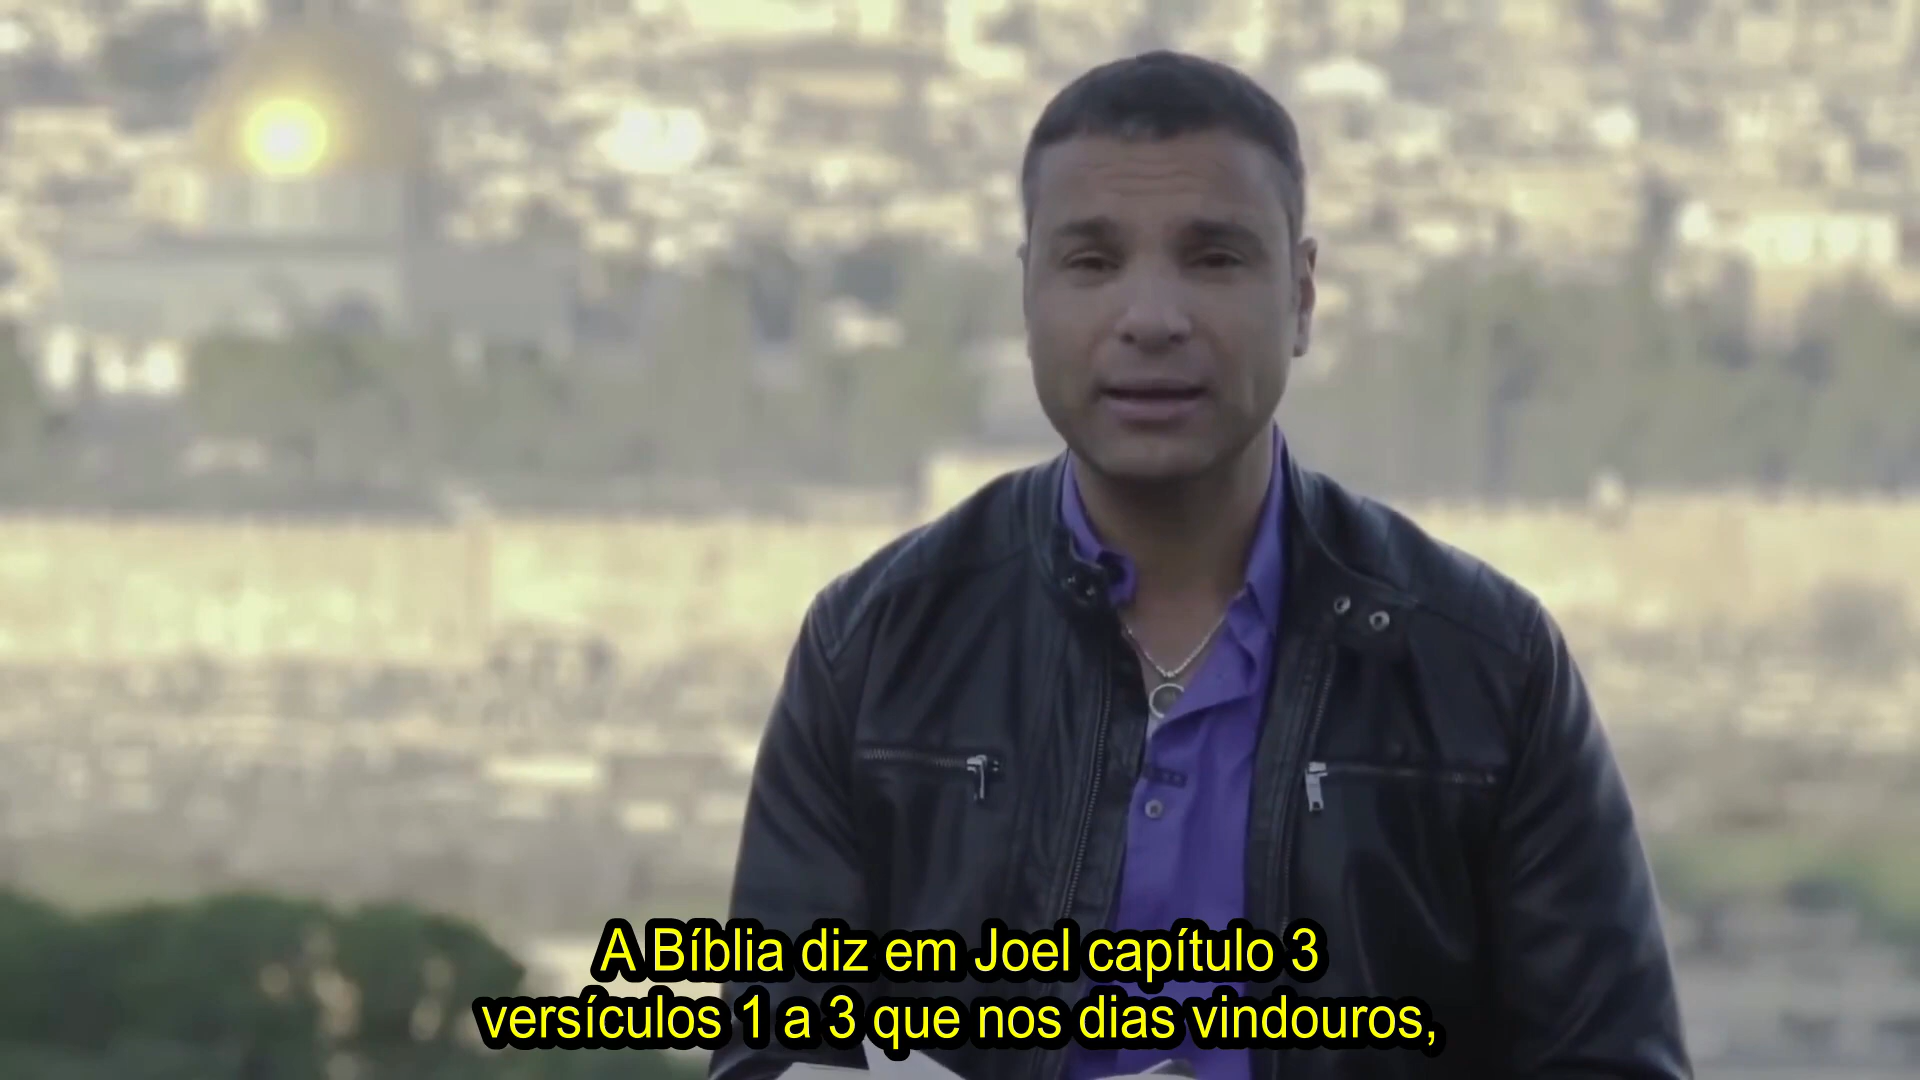 A Bíblia diz em Joel capítulo 3
versículos 1 a 3 que nos dias vindouros,